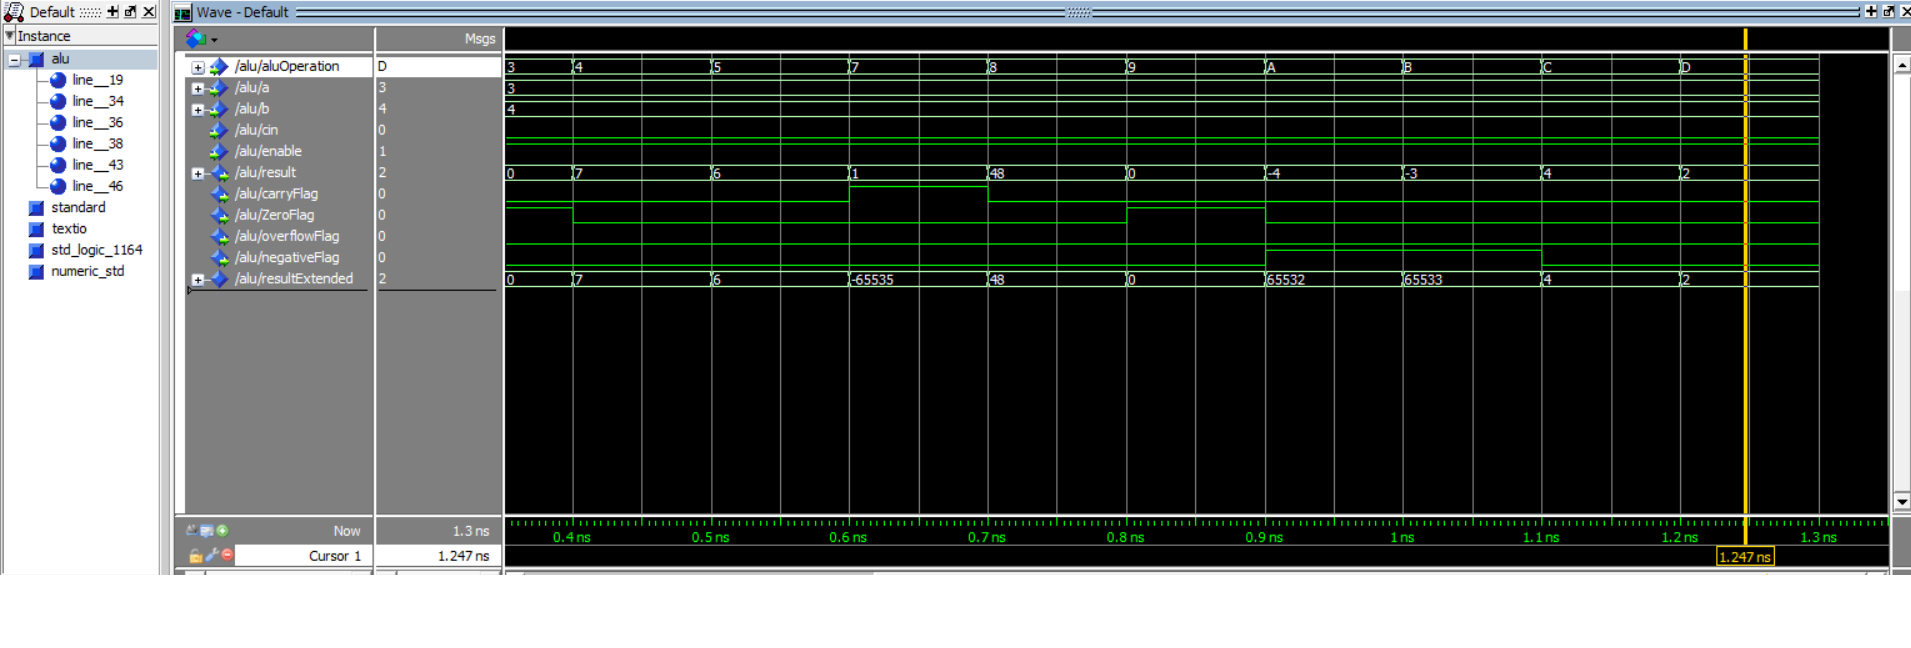 Default
Wave - Default
Instance
Msgs
alu
line__19
line__34
line__36
line__38
line__43
line__46
standard
textio
std_logic_1164
numeric_std
/alu/aluOperation D 3 4 5 7 8 9 A B C D
/alu/a 3 3
/alu/b 4 4
/alu/cin 0
/alu/enable 1
/alu/result 2 0 7 6 1 48 0 -4 -3 4 2
/alu/carryFlag 0
/alu/ZeroFlag 0
/alu/overflowFlag 0
/alu/negativeFlag 0
/alu/resultExtended 2 0 7 6 -65535 48 0 65532 65533 4 2
Now 1.3 ns 0.4 ns 0.5 ns 0.6 ns 0.7 ns 0.8 ns 0.9 ns 1 ns 1.1 ns 1.2 ns 1.3 ns
Cursor 1 1.247 ns 1.247 ns